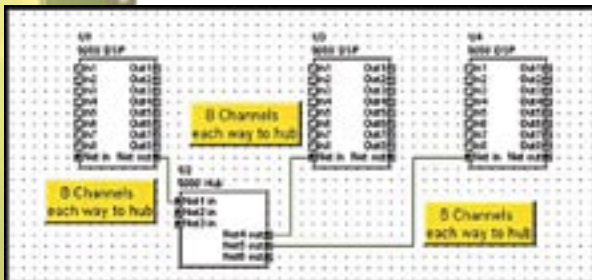 U1
DSP
In1 Out1
In2 Out2
In3 Out3
In4 Out4
In5 Out5
In6 Out6
In7 Out7
In8 Out8
Net in Net out
U3
DSP
In1 Out1
In2 Out2
In3 Out3
In4 Out4
In5 Out5
In6 Out6
In7 Out7
In8 Out8
Net in Net out
U4
DSP
In1 Out1
In2 Out2
In3 Out3
In4 Out4
In5 Out5
In6 Out6
In7 Out7
In8 Out8
Net in Net out
8 Channels
each way to hub
8 Channels
each way to hub
U2
Hub
Net1 in
Net2 in
Net3 in
Net4 out
Net5 out
Net6 out
8 Channels
each way to hub